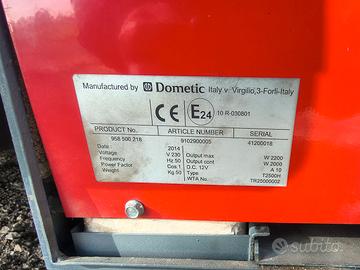 Manufactured by Dometic Italy v. Virgilio,3-Forlì-Italy
CE E24 10 R-030801
PRODUCT No. ARTICLE NUMBER SERIAL
958 500 218 9102900005 41200018
Date: 2014
Voltage V 230 Output max W 2200
Frequency Hz 50 Output cont W 2000
Power Factor Cos 1 D.C. 12V A 10
Weight Kg 50 Type T2500H
WTA No. TR25000002
subito